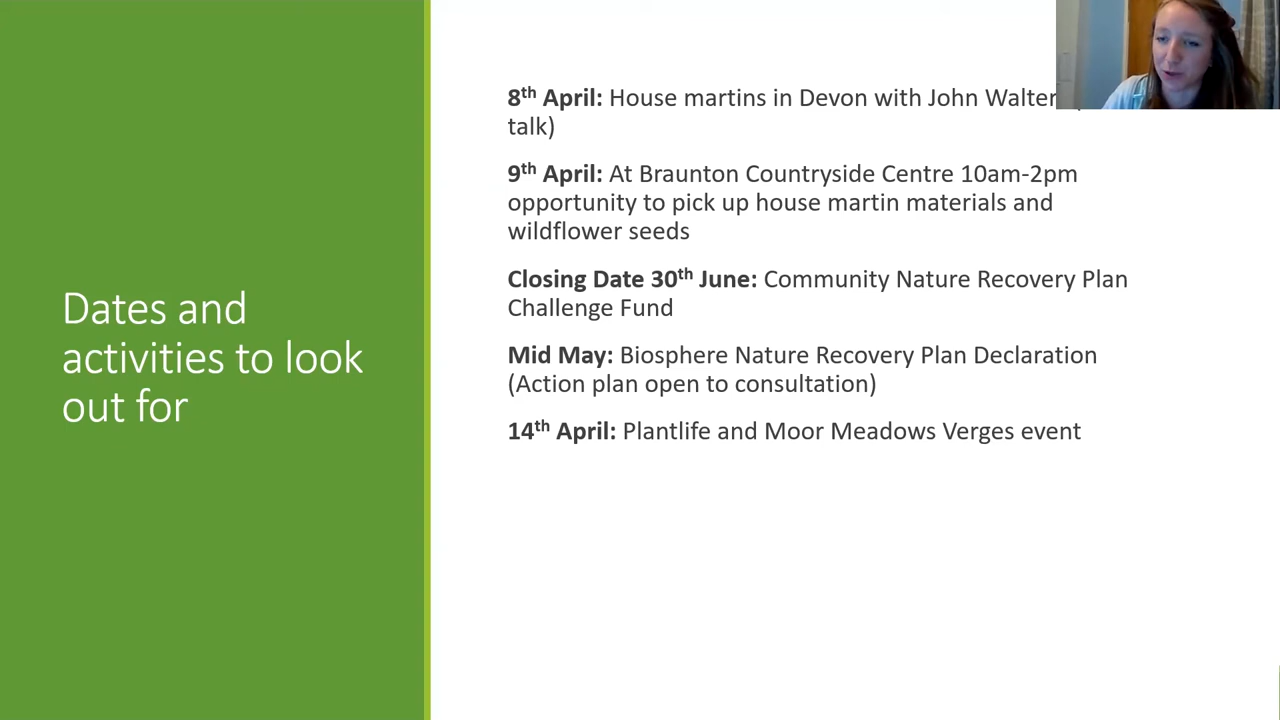 Dates and
activities to look
out for
8th April: House martins in Devon with John Walter
talk)
9th April: At Braunton Countryside Centre 10am-2pm
opportunity to pick up house martin materials and
wildflower seeds
Closing Date 30th June: Community Nature Recovery Plan
Challenge Fund
Mid May: Biosphere Nature Recovery Plan Declaration
(Action plan open to consultation)
14th April: Plantlife and Moor Meadows Verges event